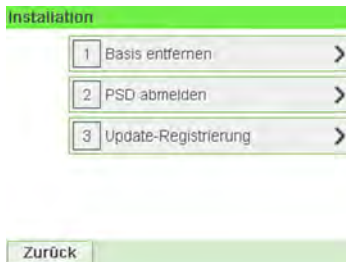 Installation
1 Basis entfernen
2 PSD abmelden
3 Update-Registrierung
Zurück